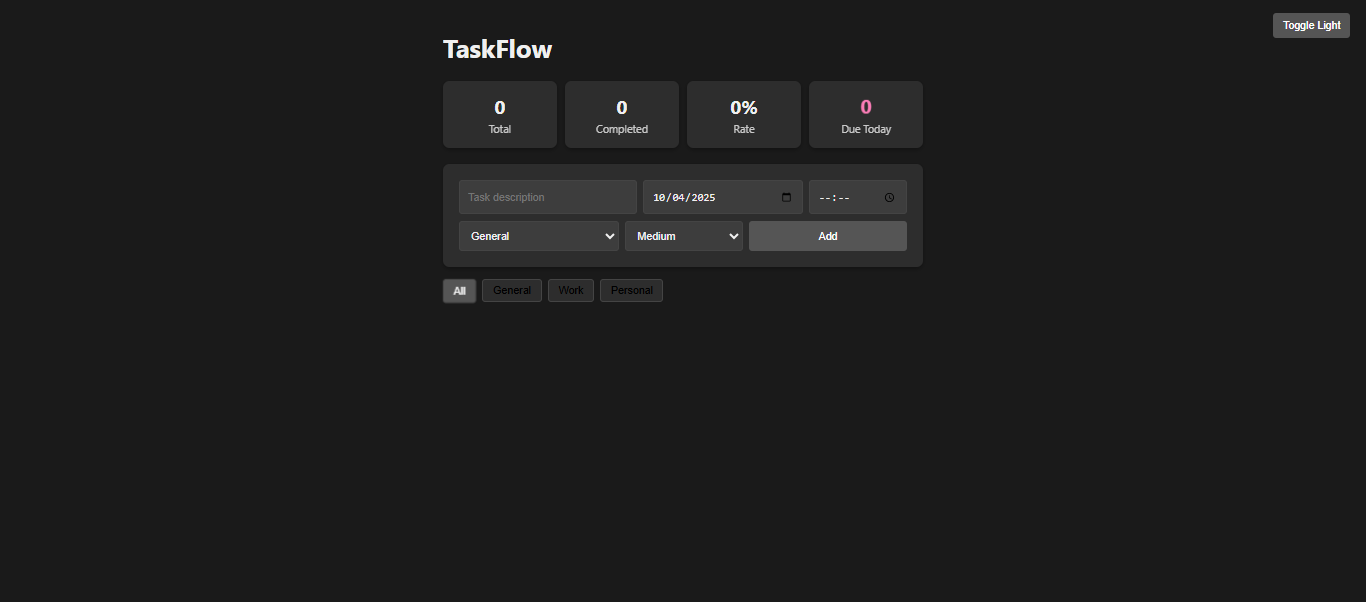 Toggle Light
TaskFlow
0 0 0% 0
Total Completed Rate Due Today
Task description 10/04/2025 --:--
General Medium Add
All General Work Personal